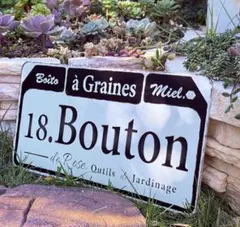 Boîte à Graines Miel.
18.Bouton
de Rose Outils à Jardinage